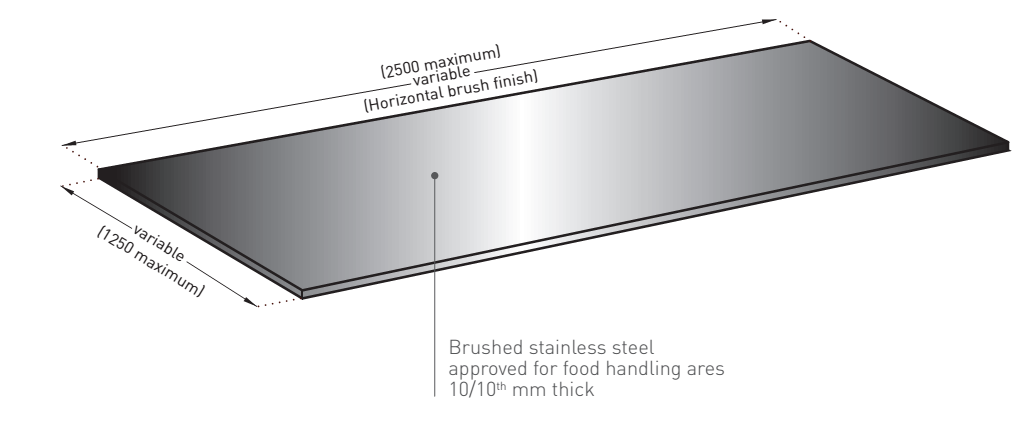 (2500 maximum)
variable
(Horizontal brush finish)
variable
(1250 maximum)
Brushed stainless steel
approved for food handling ares
10/10th mm thick